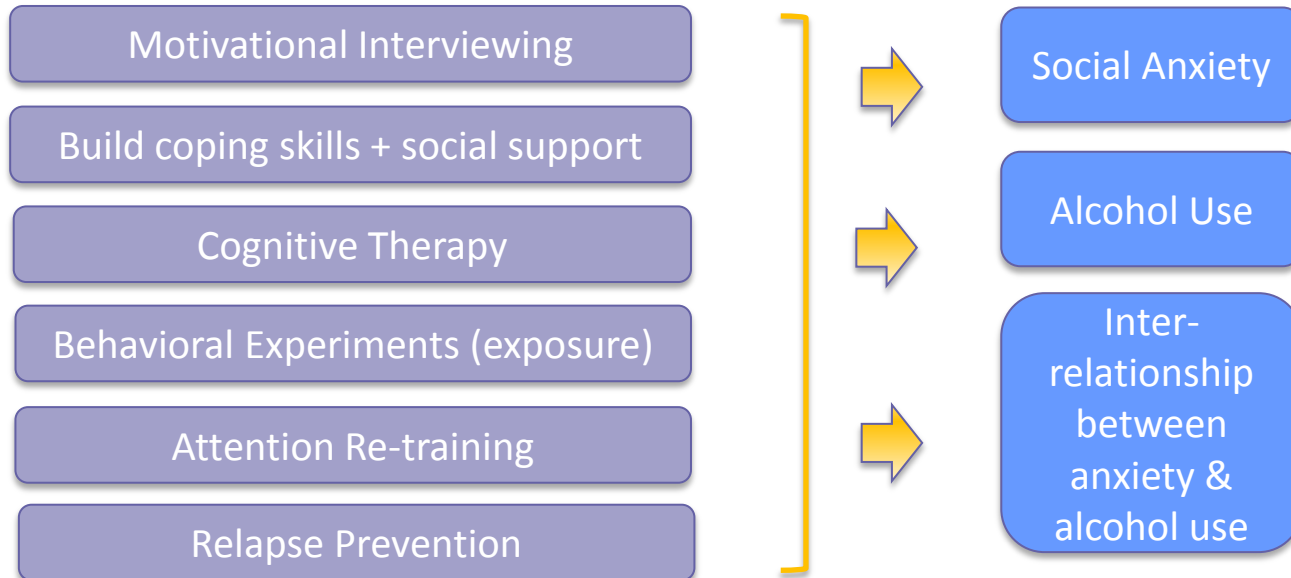 Motivational Interviewing
Build coping skills + social support
Cognitive Therapy
Behavioral Experiments (exposure)
Attention Re-training
Relapse Prevention
Social Anxiety
Alcohol Use
Inter-
relationship
between
anxiety &
alcohol use